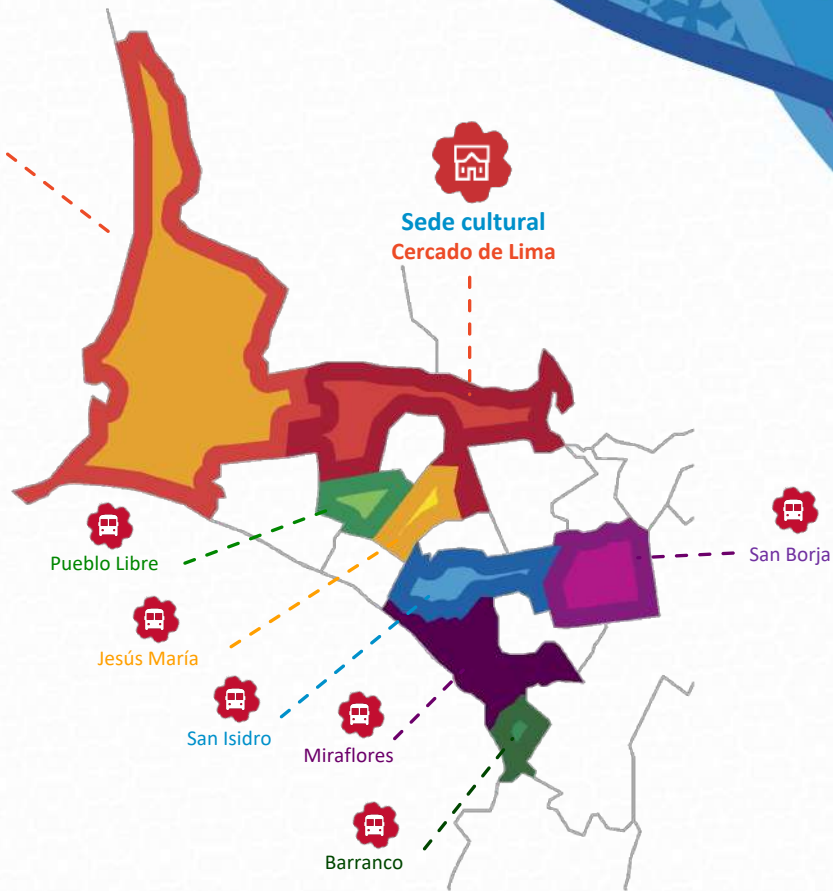 Sede cultural
Cercado de Lima
Pueblo Libre
San Borja
Jesús María
San Isidro
Miraflores
Barranco